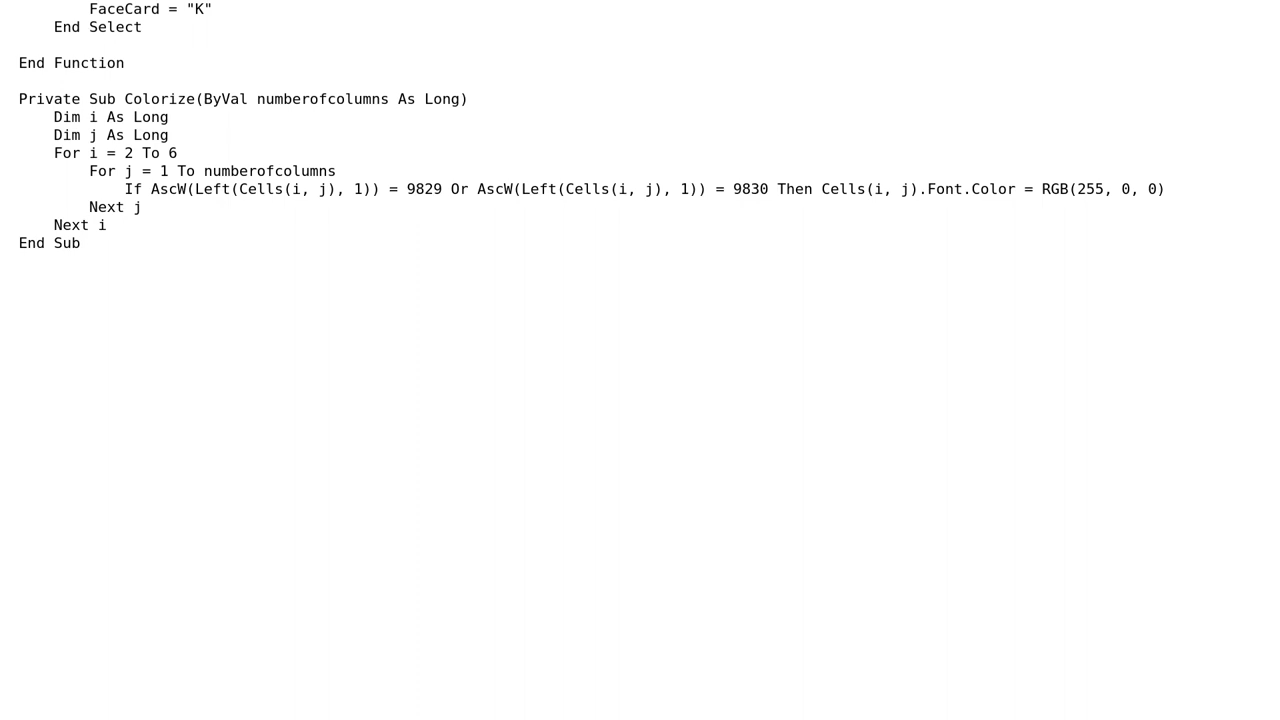 FaceCard = "K"
    End Select

End Function

Private Sub Colorize(ByVal numberofcolumns As Long)
    Dim i As Long
    Dim j As Long
    For i = 2 To 6
        For j = 1 To numberofcolumns
            If AscW(Left(Cells(i, j), 1)) = 9829 Or AscW(Left(Cells(i, j), 1)) = 9830 Then Cells(i, j).Font.Color = RGB(255, 0, 0)
        Next j
    Next i
End Sub